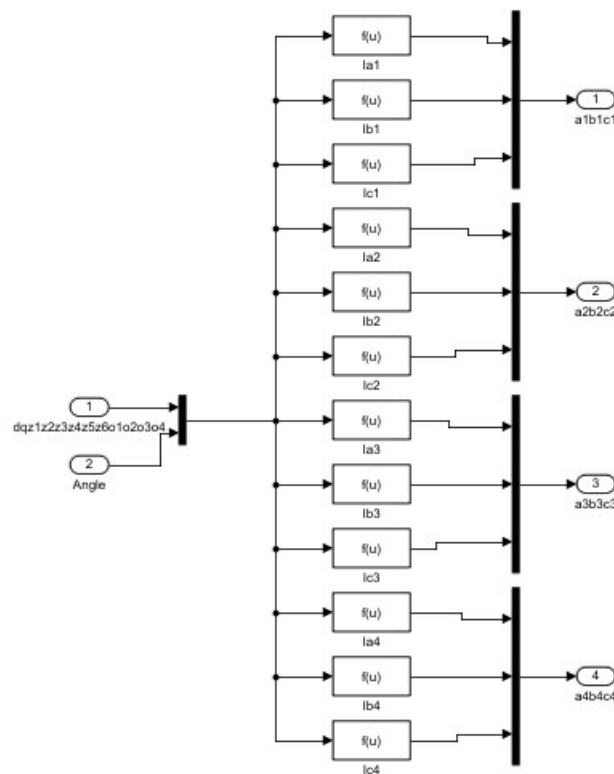 f(u)
Ia1
f(u)
Ib1
1
a1b1c1
f(u)
Ic1
f(u)
Ia2
f(u)
Ib2
2
a2b2c2
f(u)
Ic2
1
dqz1z2z3z4z5z6o1o2o3o4
2
Angle
f(u)
Ia3
f(u)
Ib3
3
a3b3c3
f(u)
Ic3
f(u)
Ia4
f(u)
Ib4
4
a4b4c4
f(u)
Ic4